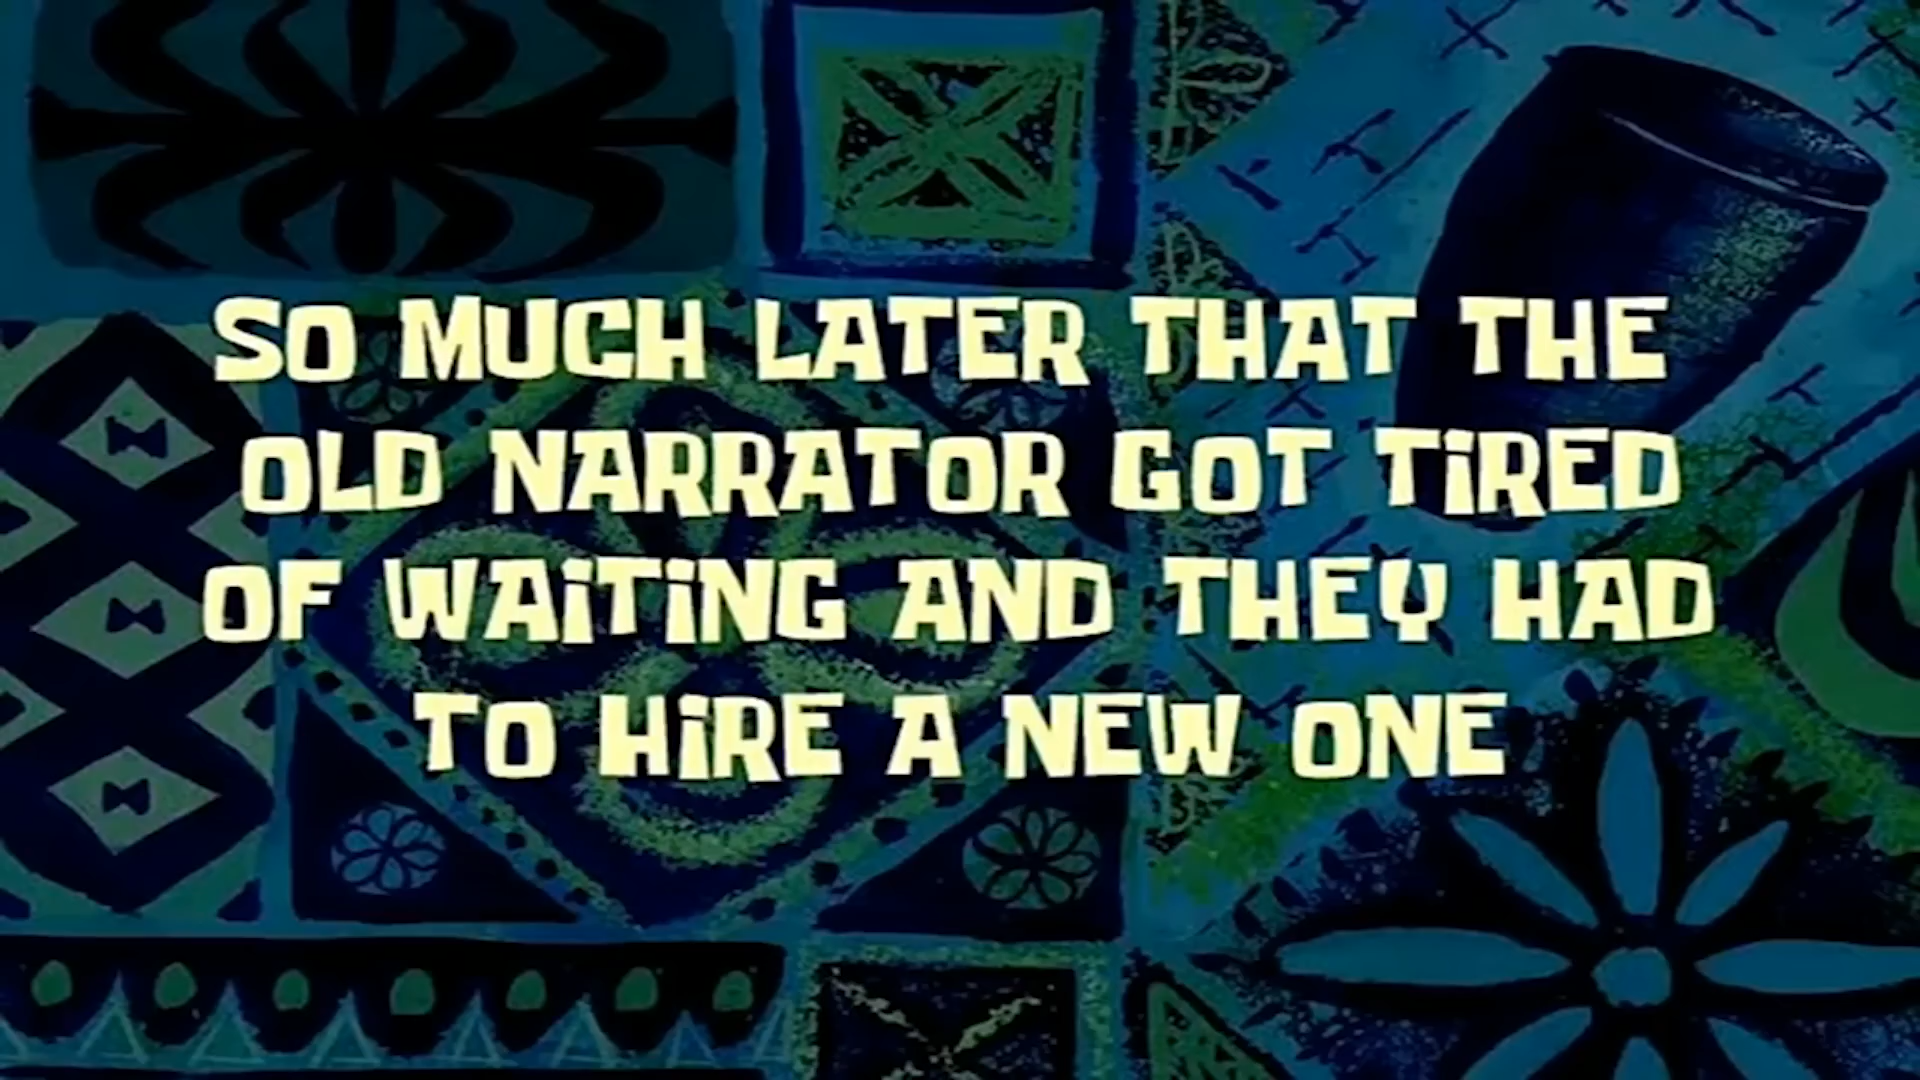 SO MUCH LATER THAT THE
OLD NARRATOR GOT TiRED
OF WAiTiNG AND THEY HAD
TO HiRE A NEW ONE